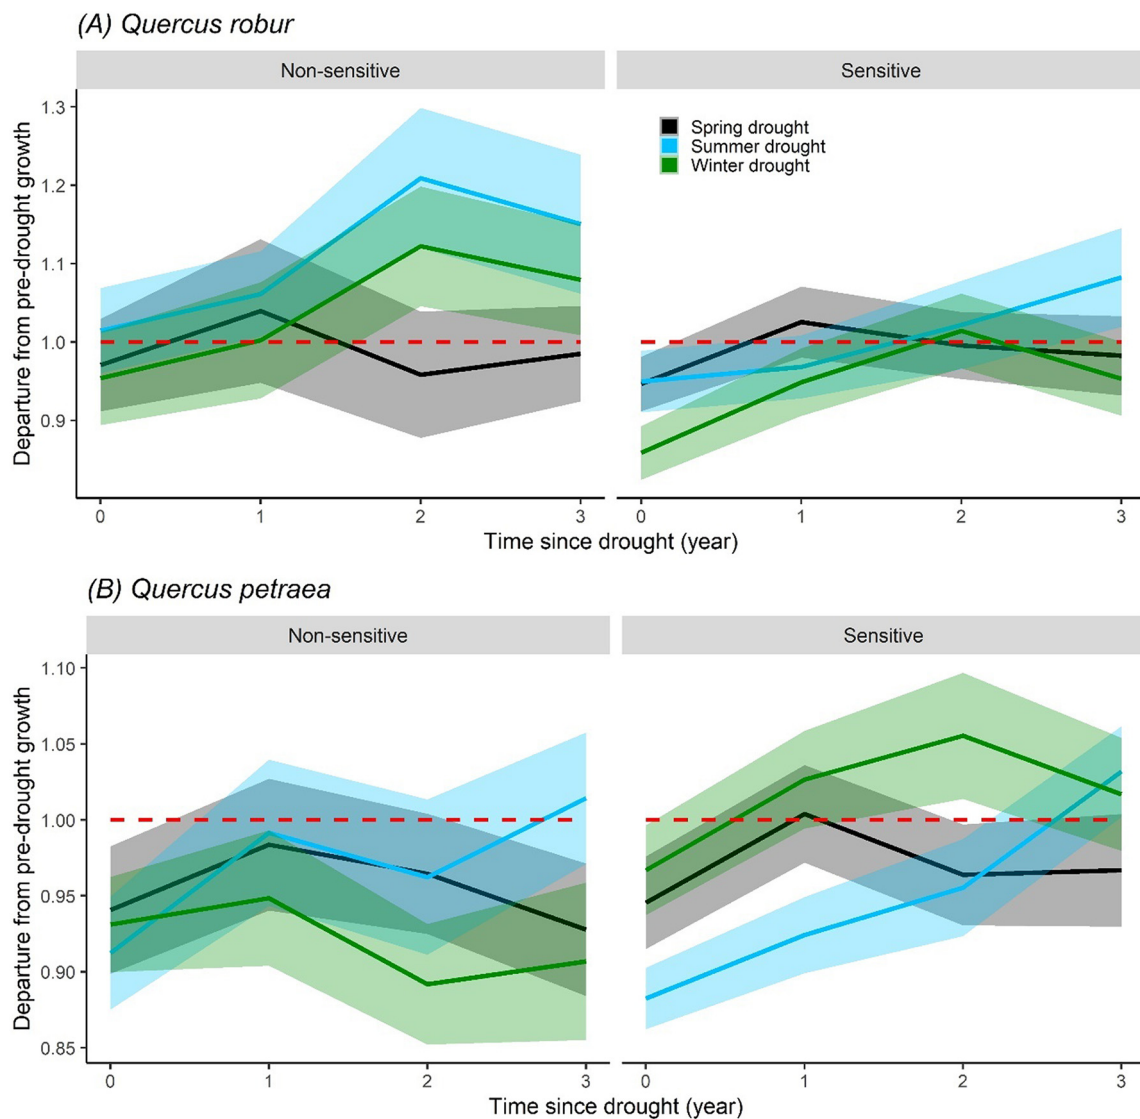 (A) Quercus robur
Non-sensitive
Sensitive
Departure from pre-drought growth
1.3
1.2
1.1
1.0
0.9
Spring drought
Summer drought
Winter drought
0 1 2 3
0 1 2 3
Time since drought (year)
(B) Quercus petraea
Non-sensitive
Sensitive
Departure from pre-drought growth
1.10
1.05
1.00
0.95
0.90
0.85
0 1 2 3
0 1 2 3
Time since drought (year)